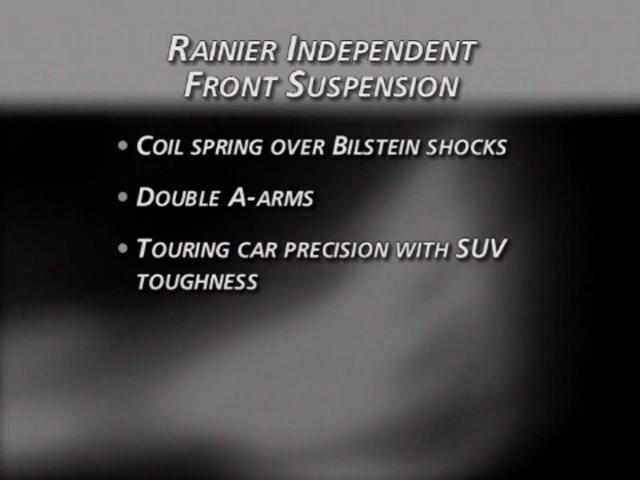 Rainier Independent
Front Suspension
• Coil spring over Bilstein shocks
• Double A-arms
• Touring car precision with SUV
toughness